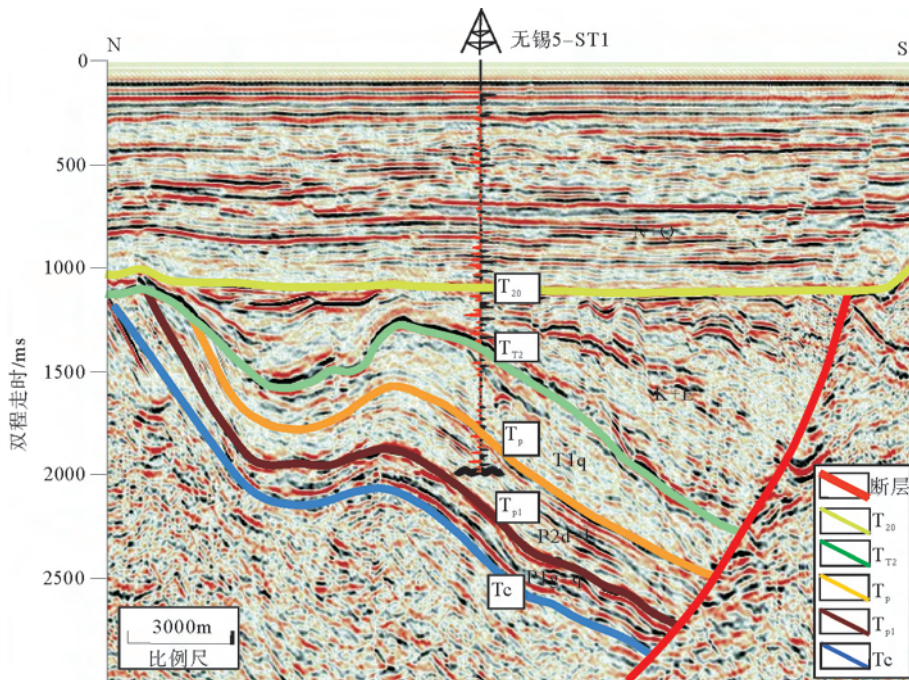 无锡5-ST1
N
S
0
500
1000
1500
2000
2500
双程走时/ms
N Q
T20
TT2
K+E
Tp
T1q
Tp1
P2d
Tc
3000m
比例尺
断层
T20
TT2
Tp
Tp1
Tc